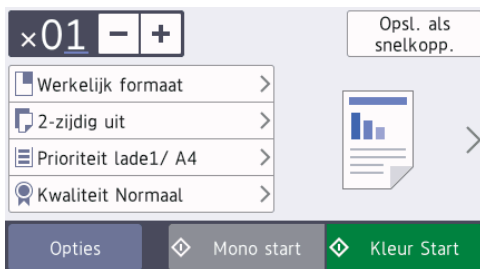 ×01 - +
Opsl. als
snelkopp.
Werkelijk formaat
2-zijdig uit
Prioriteit lade1/ A4
Kwaliteit Normaal
Opties
Mono start
Kleur Start